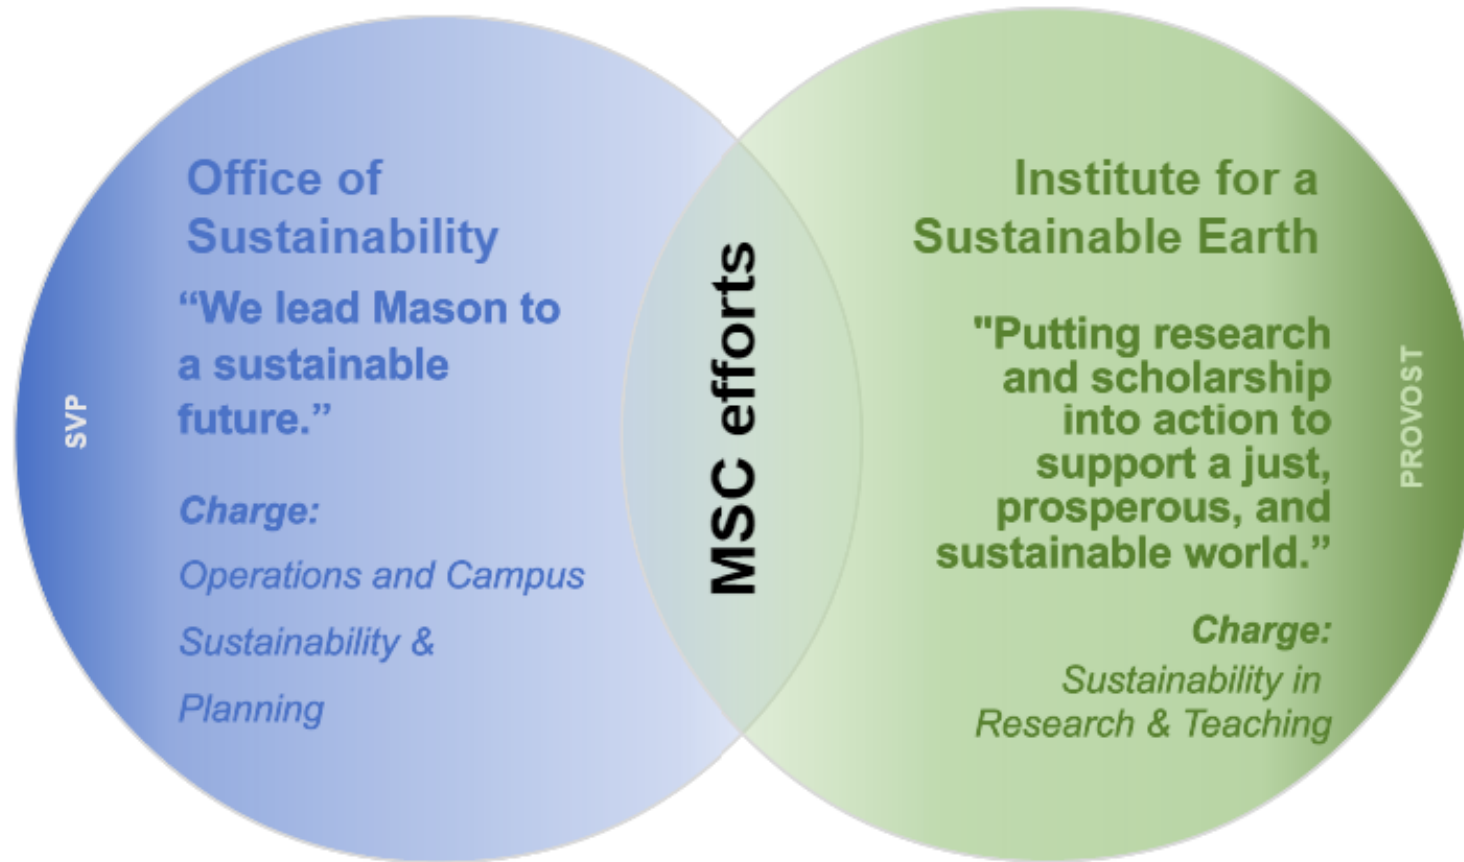 Office of
Sustainability
“We lead Mason to
a sustainable
future.”
Charge:
Operations and Campus
Sustainability &
Planning
SVP
MSC efforts
Institute for a
Sustainable Earth
"Putting research
and scholarship
into action to
support a just,
prosperous, and
sustainable world.”
Charge:
Sustainability in
Research & Teaching
PROVOST